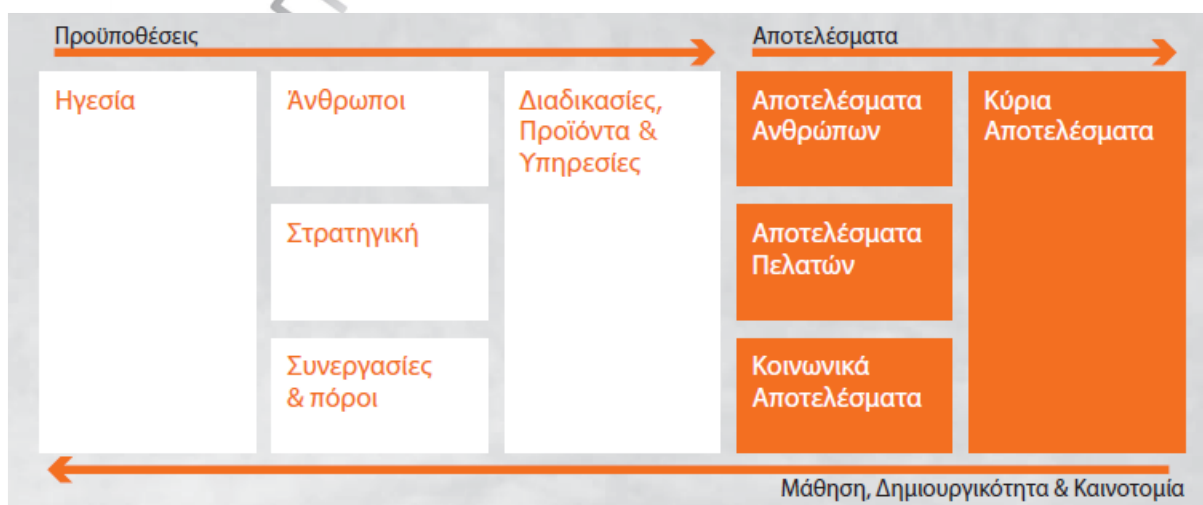 Προϋποθέσεις
Αποτελέσματα
Ηγεσία
Άνθρωποι
Στρατηγική
Συνεργασίες
& πόροι
Διαδικασίες,
Προϊόντα &
Υπηρεσίες
Αποτελέσματα
Ανθρώπων
Αποτελέσματα
Πελατών
Κοινωνικά
Αποτελέσματα
Κύρια
Αποτελέσματα
Μάθηση, Δημιουργικότητα & Καινοτομία